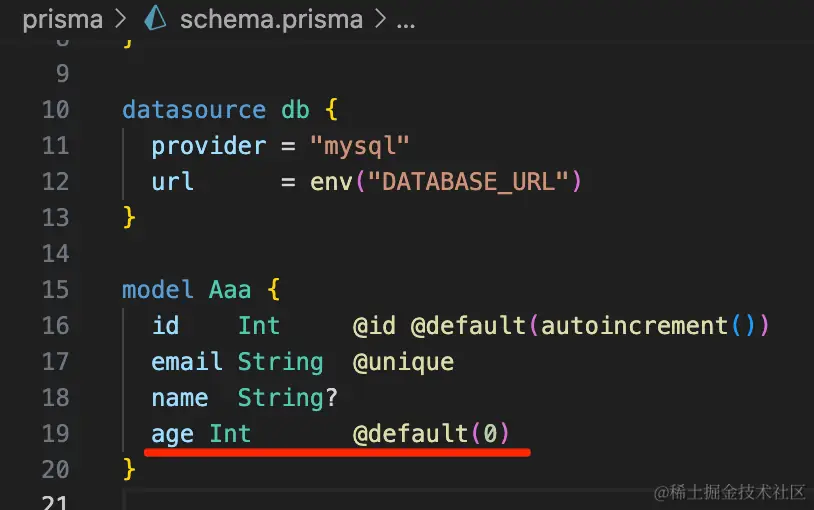 prisma > schema.prisma > ...
8 }
9
10 datasource db {
11 provider = "mysql"
12 url = env("DATABASE_URL")
13 }
14
15 model Aaa {
16 id Int @id @default(autoincrement())
17 email String @unique
18 name String?
19 age Int @default(0)
20 }
21
@稀土掘金技术社区